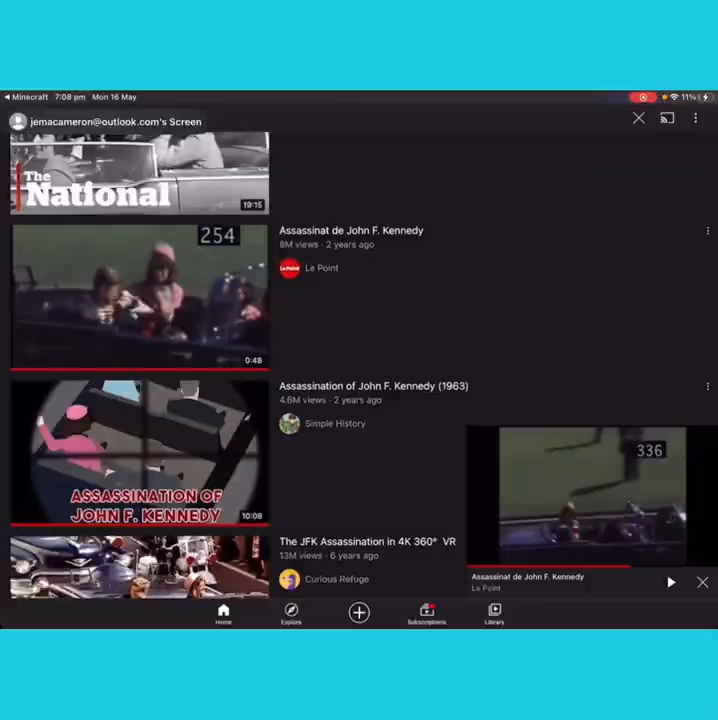 Minecraft 7:08 pm Mon 16 May 11%
jemacameron@outlook.com's Screen
The
National
19:15
254
0:48
Assassinat de John F. Kennedy
8M views · 2 years ago
Le Point
Le Point
ASSASSINATION OF
JOHN F. KENNEDY
10:08
Assassination of John F. Kennedy (1963)
4.6M views · 2 years ago
Simple History
336
The JFK Assassination in 4K 360° VR
13M views · 6 years ago
Curious Refuge
Assassinat de John F. Kennedy
Le Point
Home
Explore
Subscriptions
Library